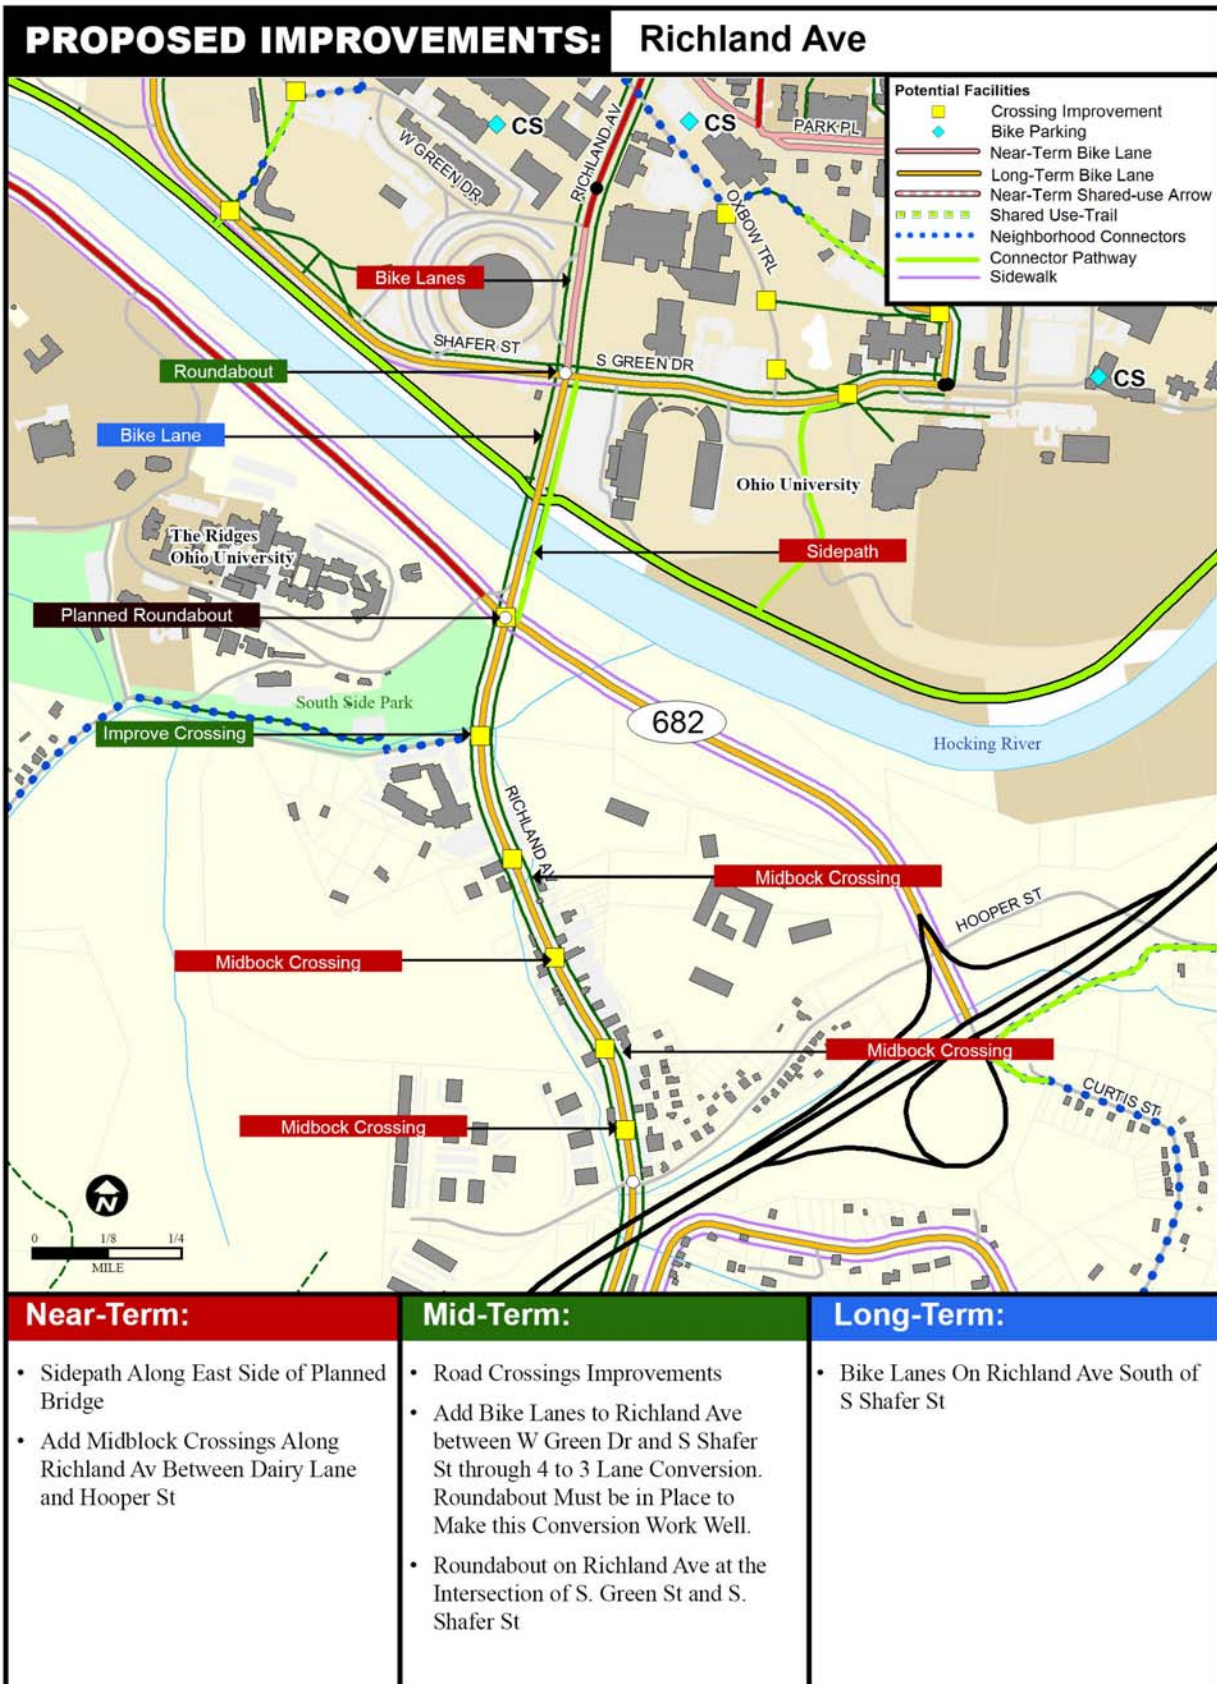 PROPOSED IMPROVEMENTS: Richland Ave
Potential Facilities
Crossing Improvement
Bike Parking
Near-Term Bike Lane
Long-Term Bike Lane
Near-Term Shared-use Arrow
Shared Use-Trail
Neighborhood Connectors
Connector Pathway
Sidewalk
CS
CS
PARK PL
W GREEN DR
RICHLAND AV
OXBOW TRL
Bike Lanes
SHAFER ST
S GREEN DR
Roundabout
CS
Bike Lane
Ohio University
The Ridges
Ohio University
Sidepath
Planned Roundabout
South Side Park
682
Improve Crossing
Hocking River
RICHLAND AV
Midbock Crossing
HOOPER ST
Midbock Crossing
Midbock Crossing
CURTIS ST
Midbock Crossing
N
0 1/8 1/4
MILE
Near-Term:
• Sidepath Along East Side of Planned
Bridge
• Add Midblock Crossings Along
Richland Av Between Dairy Lane
and Hooper St
Mid-Term:
• Road Crossings Improvements
• Add Bike Lanes to Richland Ave
between W Green Dr and S Shafer
St through 4 to 3 Lane Conversion.
Roundabout Must be in Place to
Make this Conversion Work Well.
• Roundabout on Richland Ave at the
Intersection of S. Green St and S.
Shafer St
Long-Term:
• Bike Lanes On Richland Ave South of
S Shafer St